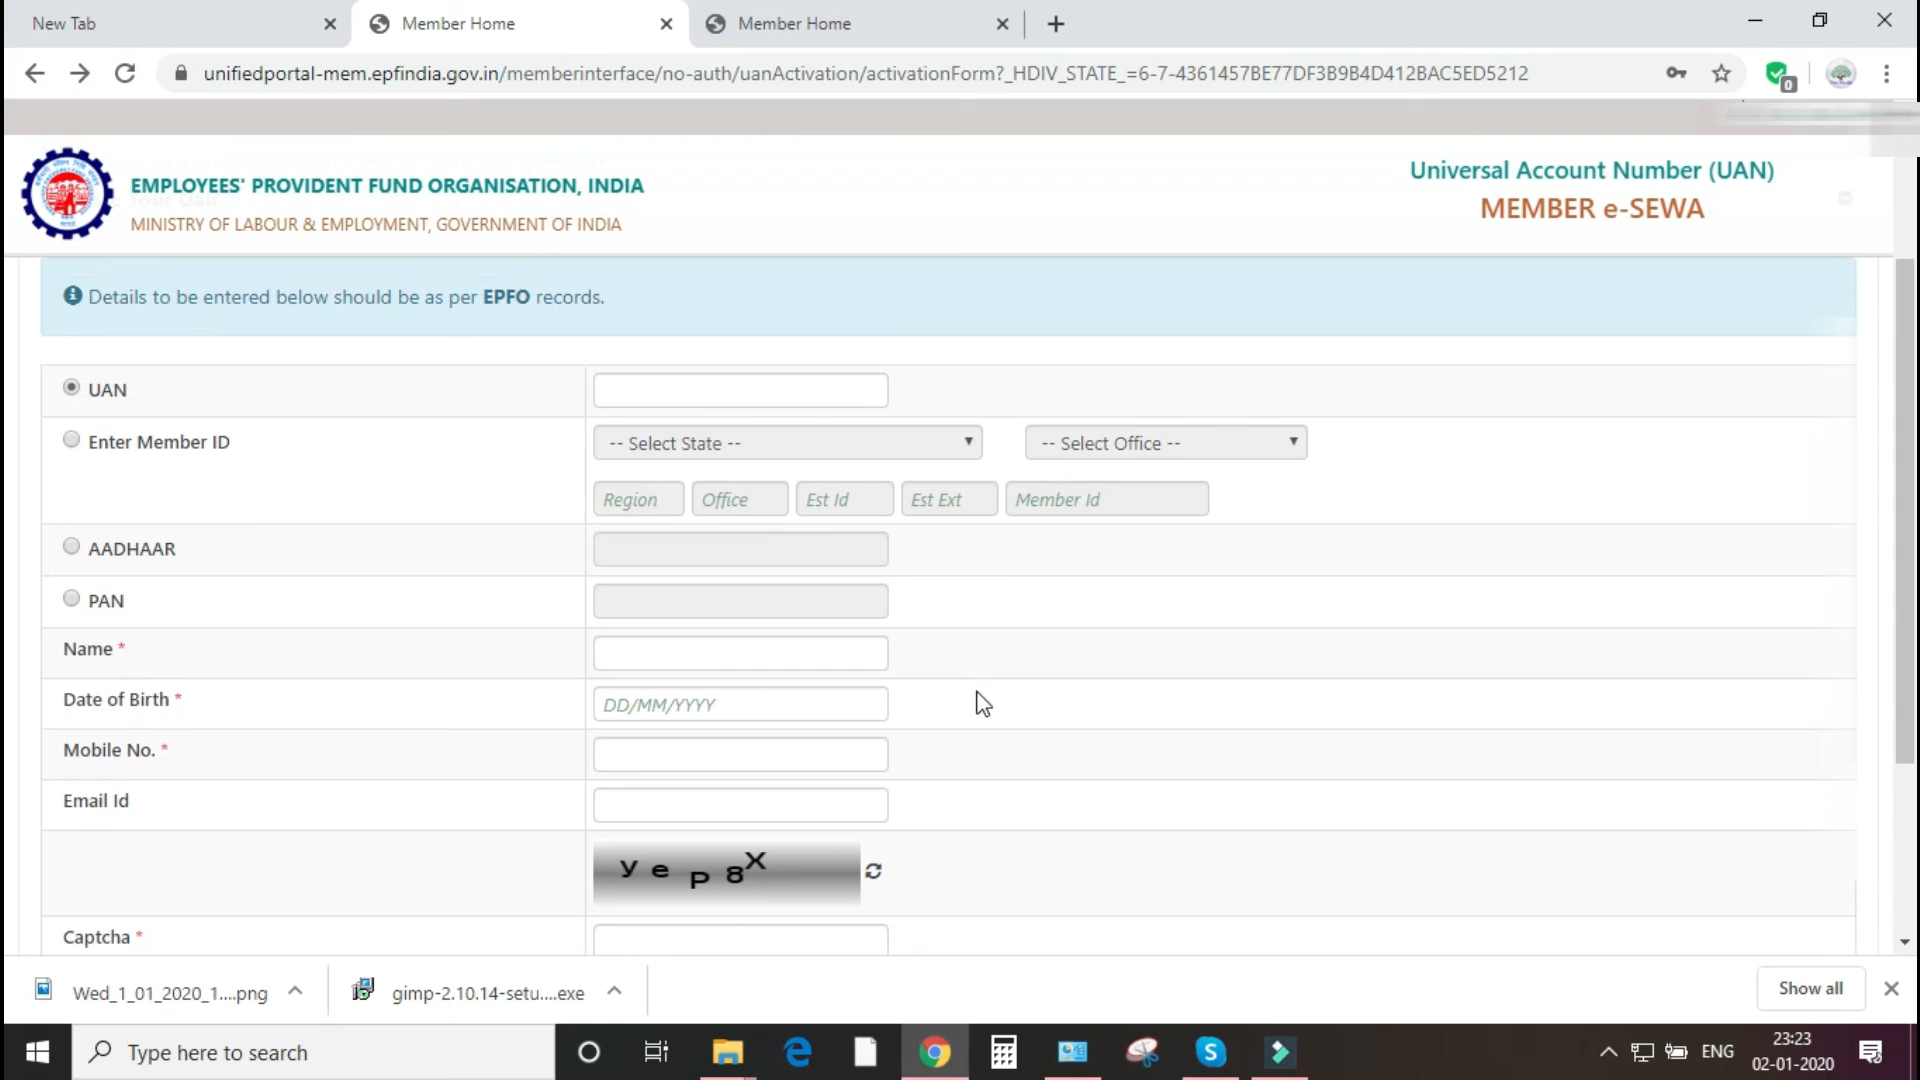 New Tab
Member Home
Member Home
unifiedportal-mem.epfindia.gov.in/memberinterface/no-auth/uanActivation/activationForm?_HDIV_STATE_=6-7-4361457BE77DF3B9B4D412BAC5ED5212
0
EMPLOYEES' PROVIDENT FUND ORGANISATION, INDIA
MINISTRY OF LABOUR & EMPLOYMENT, GOVERNMENT OF INDIA
Universal Account Number (UAN)
MEMBER e-SEWA
Details to be entered below should be as per EPFO records.
UAN
Enter Member ID
-- Select State --
-- Select Office --
Region
Office
Est Id
Est Ext
Member Id
AADHAAR
PAN
Name *
Date of Birth *
DD/MM/YYYY
Mobile No. *
Email Id
y e P 8 X
Captcha *
Wed_1_01_2020_1....png
gimp-2.10.14-setu....exe
Show all
Type here to search
ENG
23:23
02-01-2020